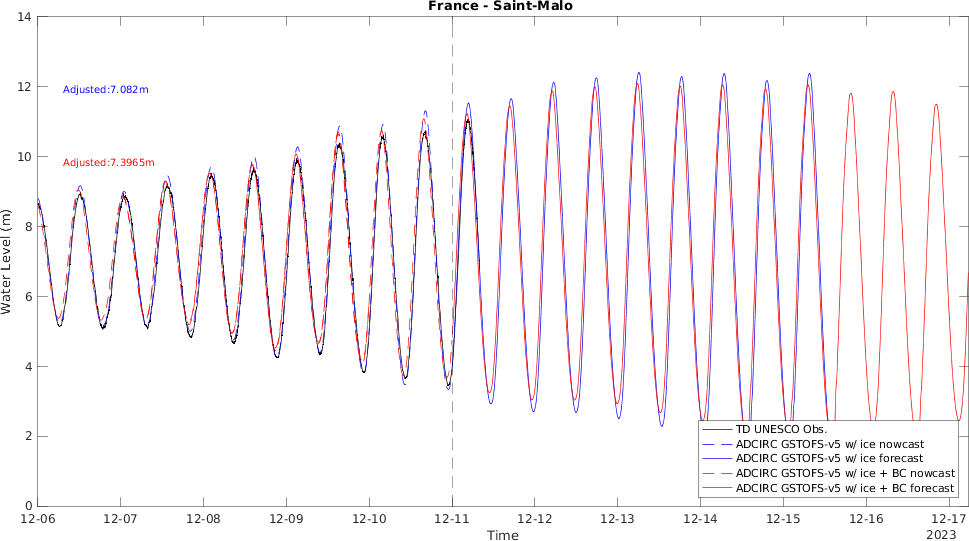 France - Saint-Malo
14
12
10
8
6
4
2
0
Water Level (m)
Adjusted:7.082m
Adjusted:7.3965m
TD UNESCO Obs.
ADCIRC GSTOFS-v5 w/ ice nowcast
ADCIRC GSTOFS-v5 w/ ice forecast
ADCIRC GSTOFS-v5 w/ ice + BC nowcast
ADCIRC GSTOFS-v5 w/ ice + BC forecast
12-06 12-07 12-08 12-09 12-10 12-11 12-12 12-13 12-14 12-15 12-16 12-17
Time
2023